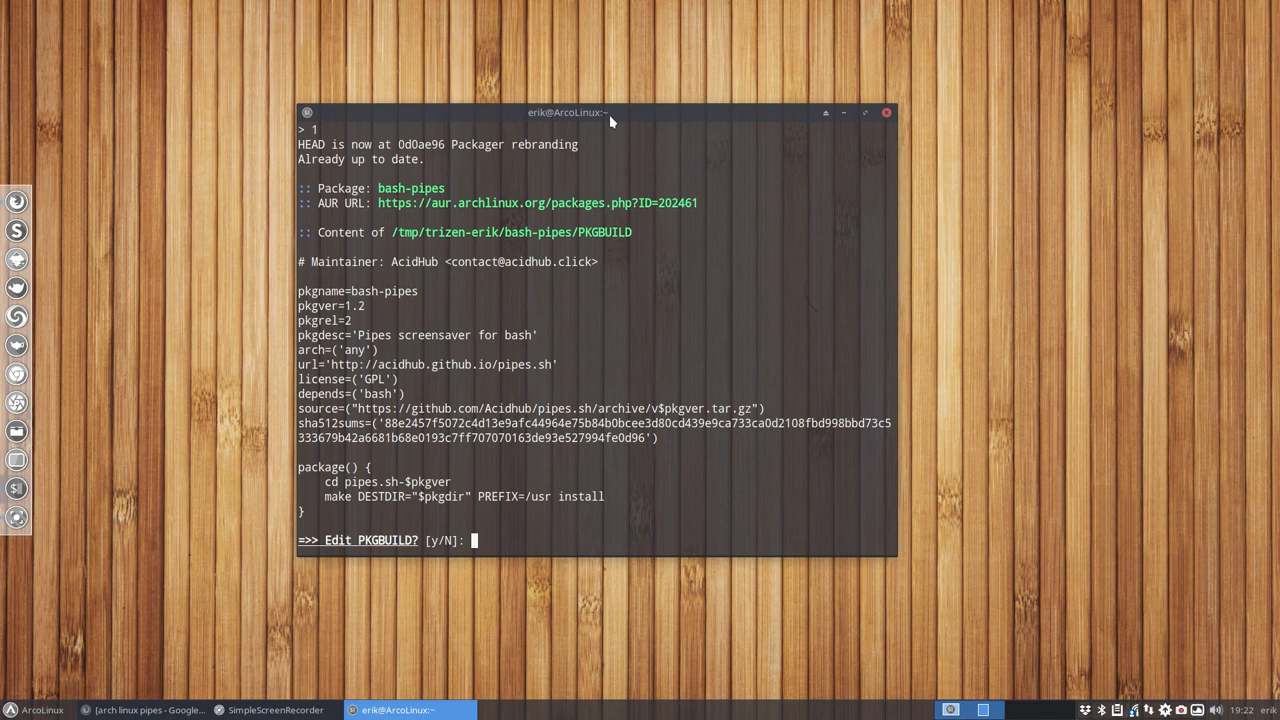 erik@ArcoLinux:~
> 1
HEAD is now at 0d0ae96 Packager rebranding
Already up to date.
:: Package: bash-pipes
:: AUR URL: https://aur.archlinux.org/packages.php?ID=202461
:: Content of /tmp/trizen-erik/bash-pipes/PKGBUILD
# Maintainer: AcidHub <contact@acidhub.click>
pkgname=bash-pipes
pkgver=1.2
pkgrel=2
pkgdesc='Pipes screensaver for bash'
arch=('any')
url='http://acidhub.github.io/pipes.sh'
license=('GPL')
depends=('bash')
source=("https://github.com/Acidhub/pipes.sh/archive/v$pkgver.tar.gz")
sha512sums=('88e2457f5072c4d13e9afc44964e75b84b0bcee3d80cd439e9ca733ca0d2108fbd998bbd73c5
333679b42a6681b68e0193c7ff707070163de93e527994fe0d96')
package() {
cd pipes.sh-$pkgver
make DESTDIR="$pkgdir" PREFIX=/usr install
}
=>> Edit PKGBUILD? [y/N]:
ArcoLinux
[arch linux pipes - Google...
SimpleScreenRecorder
erik@ArcoLinux:~
19:22
erik